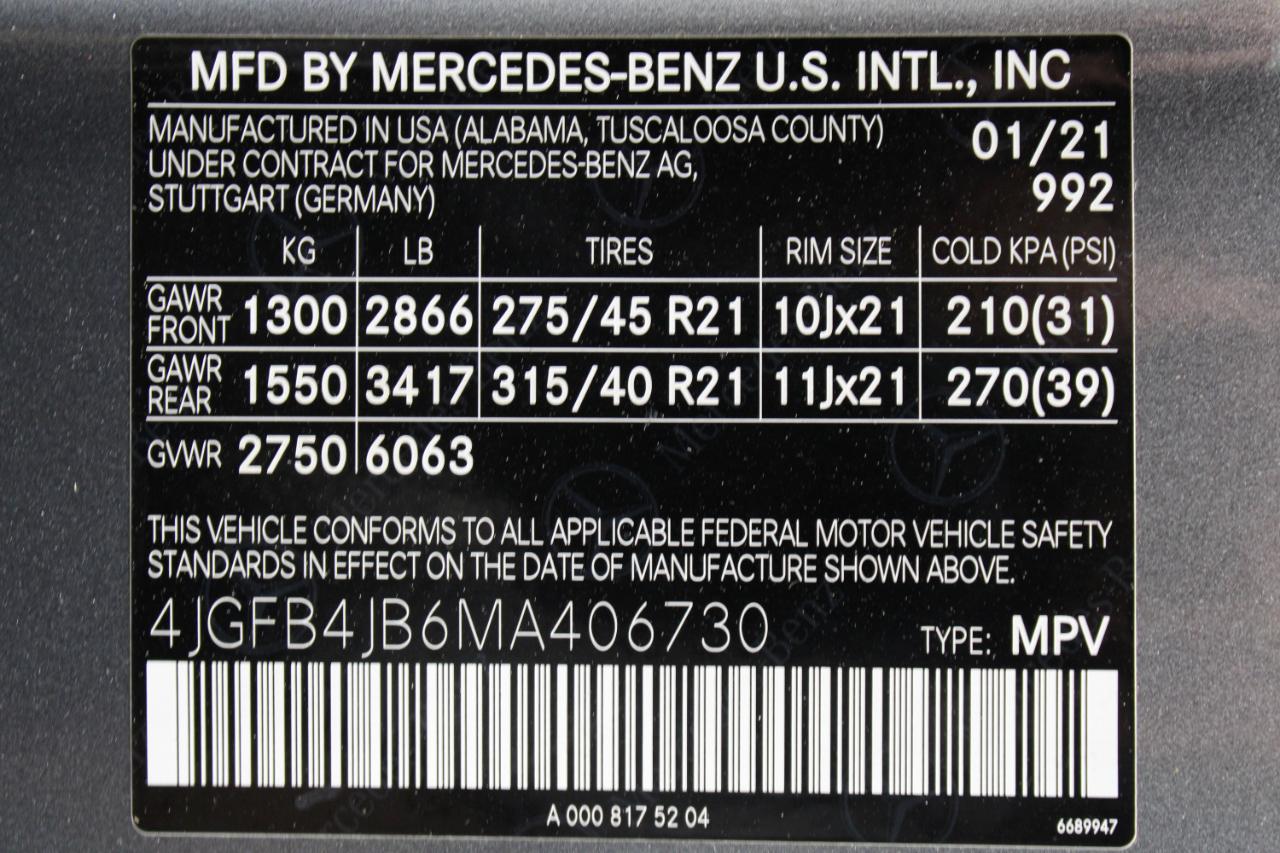 MFD BY MERCEDES-BENZ U.S. INTL., INC
MANUFACTURED IN USA (ALABAMA, TUSCALOOSA COUNTY) 01/21
UNDER CONTRACT FOR MERCEDES-BENZ AG,
STUTTGART (GERMANY) 992
KG LB TIRES RIM SIZE COLD KPA (PSI)
GAWR FRONT 1300 2866 275/45 R21 10Jx21 210(31)
GAWR REAR 1550 3417 315/40 R21 11Jx21 270(39)
GVWR 2750 6063
THIS VEHICLE CONFORMS TO ALL APPLICABLE FEDERAL MOTOR VEHICLE SAFETY
STANDARDS IN EFFECT ON THE DATE OF MANUFACTURE SHOWN ABOVE.
4JGFB4JB6MA406730 TYPE: MPV
A 000 817 52 04
6689947